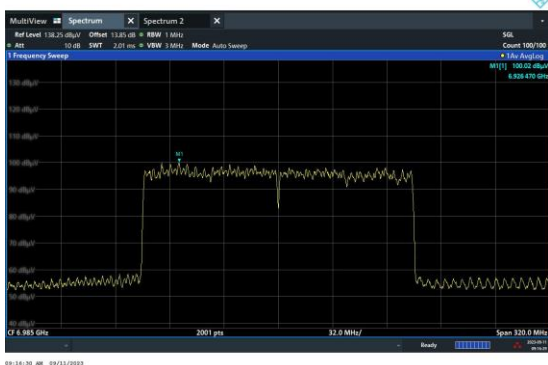 MultiView Spectrum X Spectrum 2 X
Ref Level 138.25 dBµV Offset 13.85 dB RBW 1 MHz SGL
Att 10 dB SWT 2.01 ms VBW 3 MHz Mode Auto Sweep Count 100/100
1 Frequency Sweep 1Av AvgLog
M1[1] 100.02 dBµV
6.926 470 GHz
130 dBµV
120 dBµV
110 dBµV
M1
100 dBµV
90 dBµV
80 dBµV
70 dBµV
60 dBµV
50 dBµV
40 dBµV
CF 6.985 GHz 2001 pts 32.0 MHz/ Span 320.0 MHz
Ready 2023-09-11
09:16:30 AM 09/11/2023